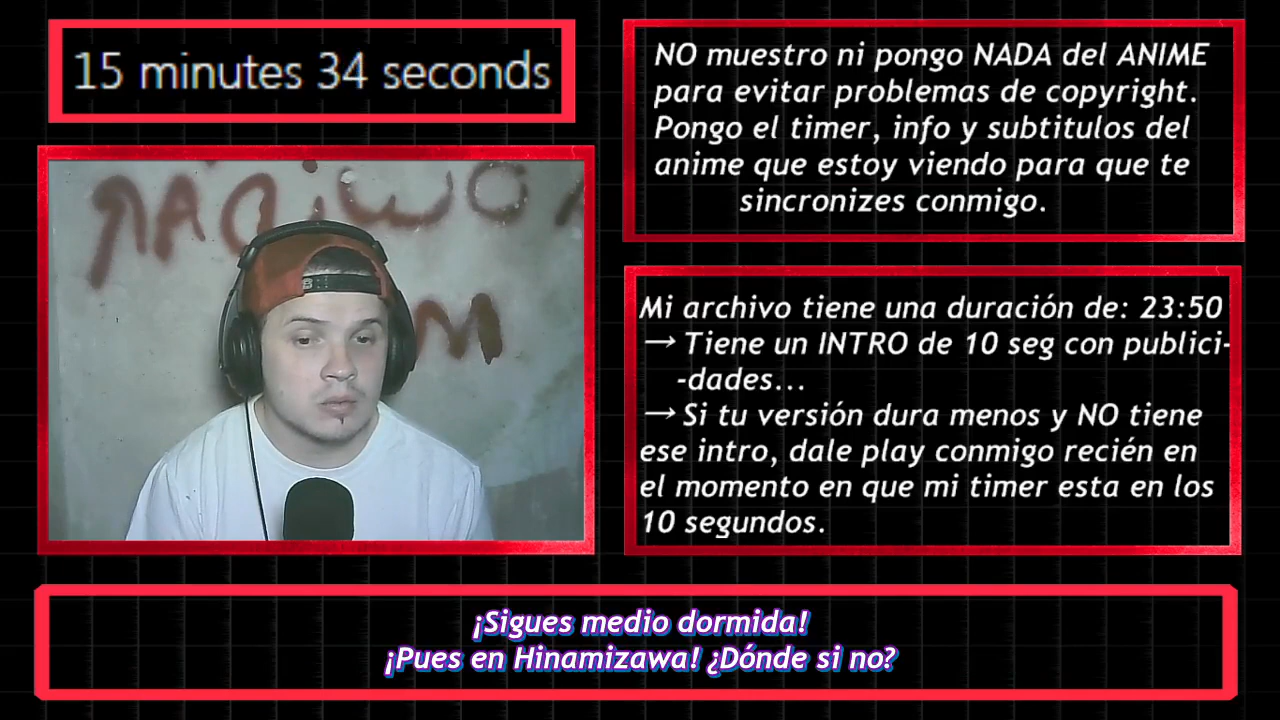 15 minutes 34 seconds
NO muestro ni pongo NADA del ANIME
para evitar problemas de copyright.
Pongo el timer, info y subtitulos del
anime que estoy viendo para que te
sincronizes conmigo.
Mi archivo tiene una duración de: 23:50
→ Tiene un INTRO de 10 seg con publici-
-dades...
→ Si tu versión dura menos y NO tiene
ese intro, dale play conmigo recién en
el momento en que mi timer esta en los
10 segundos.
¡Sigues medio dormida!
¡Pues en Hinamizawa! ¿Dónde si no?